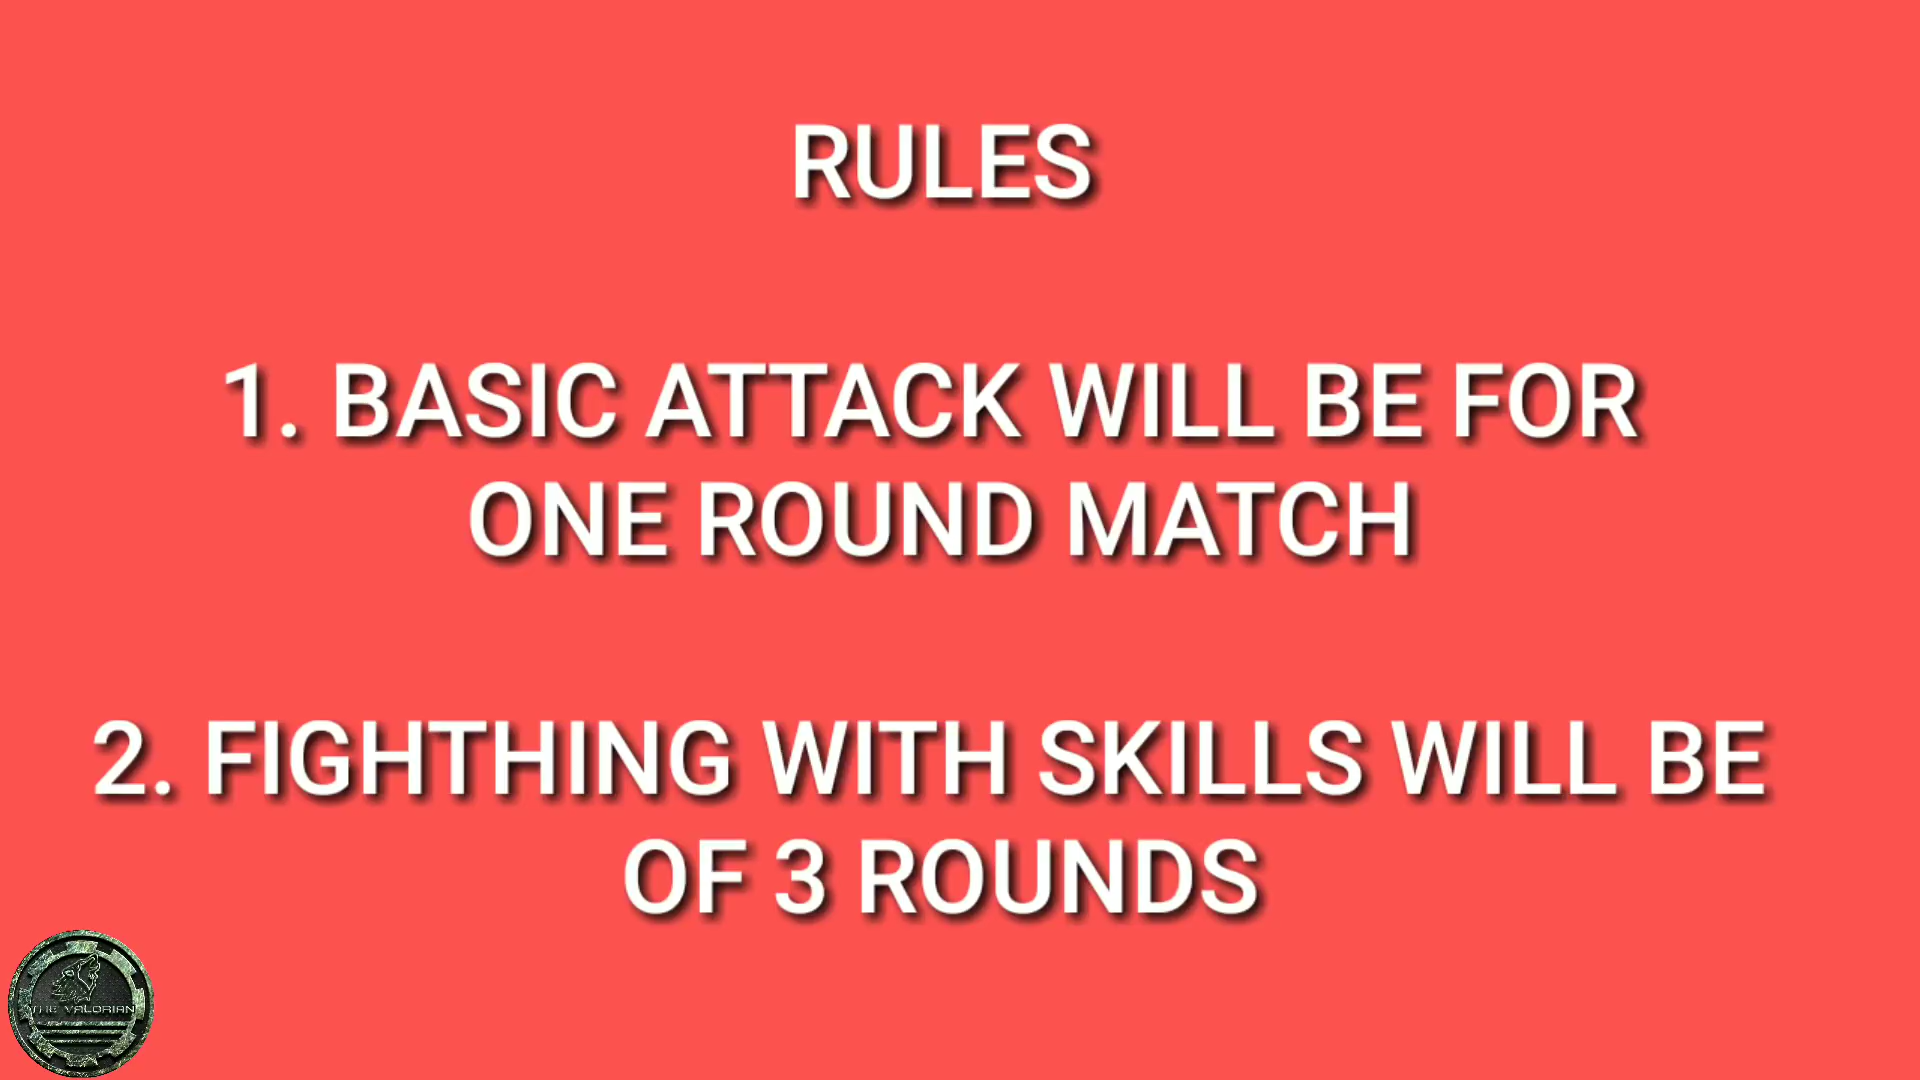 RULES
1. BASIC ATTACK WILL BE FOR
ONE ROUND MATCH
2. FIGHTHING WITH SKILLS WILL BE
OF 3 ROUNDS
THE VALORIAN